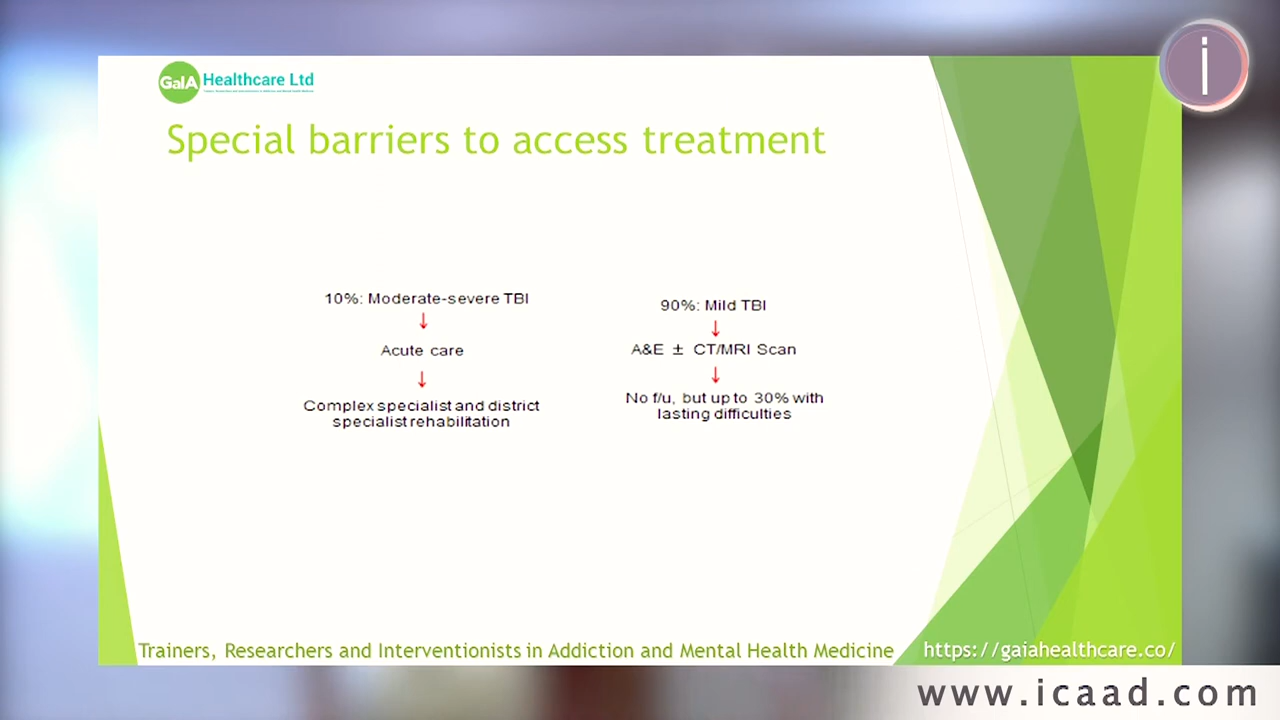 GaIA Healthcare Ltd
Special barriers to access treatment
10%: Moderate-severe TBI
↓
Acute care
↓
Complex specialist and district
specialist rehabilitation
90%: Mild TBI
↓
A&E ± CT/MRI Scan
↓
No f/u, but up to 30% with
lasting difficulties
Trainers, Researchers and Interventionists in Addiction and Mental Health Medicine
https://gaiahealthcare.co/
i
www.icaad.com